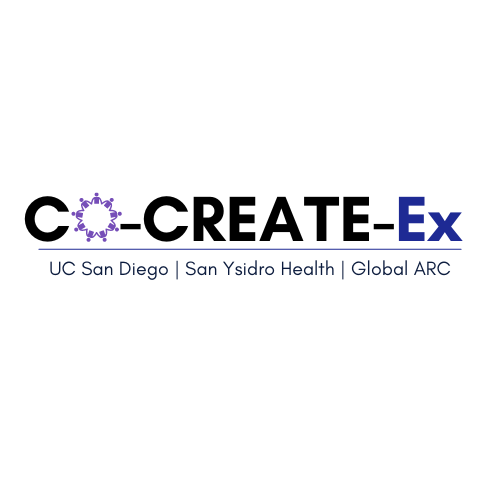 CO-CREATE-Ex
UC San Diego | San Ysidro Health | Global ARC